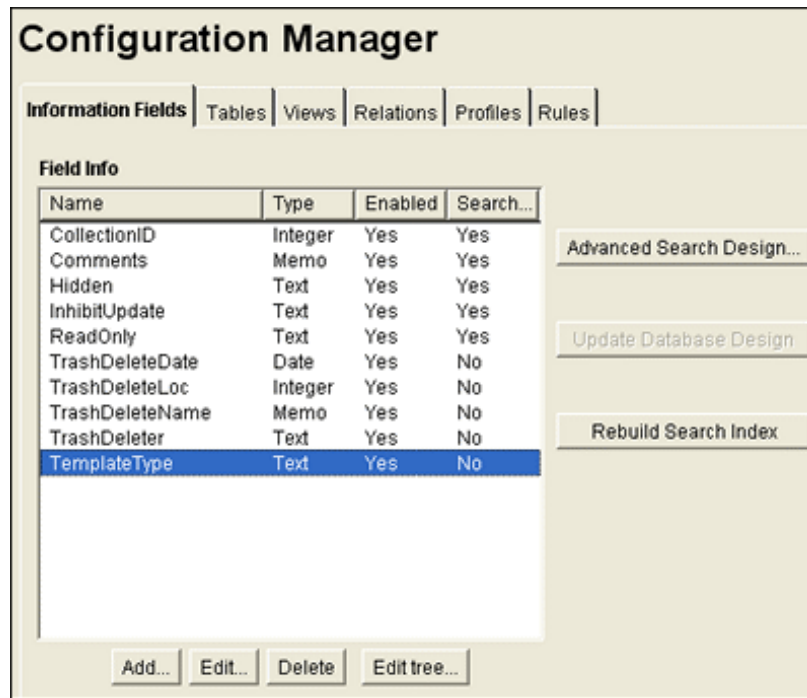 Configuration Manager
Information Fields Tables Views Relations Profiles Rules
Field Info
Name Type Enabled Search...
CollectionID Integer Yes Yes
Comments Memo Yes Yes
Hidden Text Yes Yes
InhibitUpdate Text Yes Yes
ReadOnly Text Yes Yes
TrashDeleteDate Date Yes No
TrashDeleteLoc Integer Yes No
TrashDeleteName Memo Yes No
TrashDeleter Text Yes No
TemplateType Text Yes No
Advanced Search Design...
Update Database Design
Rebuild Search Index
Add... Edit... Delete Edit tree...